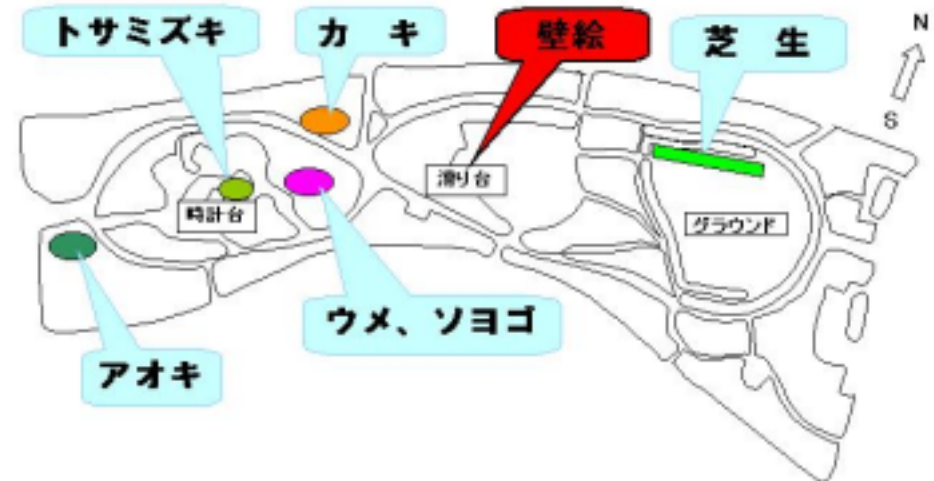 トサミズキ
カ キ
壁絵
芝 生
N
S
滑り台
時計台
グラウンド
ウメ、ソヨゴ
アオキ